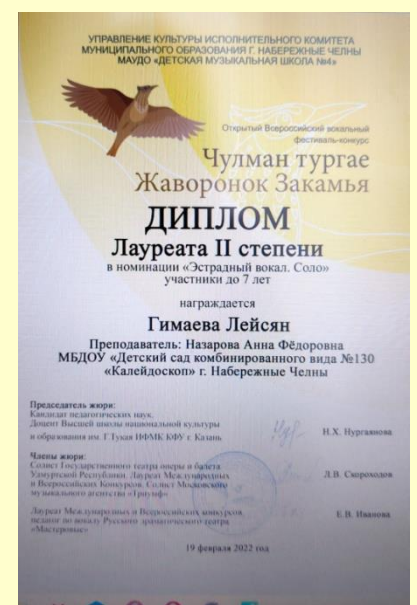 УПРАВЛЕНИЕ КУЛЬТУРЫ ИСПОЛНИТЕЛЬНОГО КОМИТЕТА
МУНИЦИПАЛЬНОГО ОБРАЗОВАНИЯ Г. НАБЕРЕЖНЫЕ ЧЕЛНЫ
МАУДО «ДЕТСКАЯ МУЗЫКАЛЬНАЯ ШКОЛА №4»
Открытый Всероссийский вокальный
фестиваль-конкурс
Чулман тургае
Жаворонок Закамья
ДИПЛОМ
Лауреата II степени
в номинации «Эстрадный вокал. Соло»
участники до 7 лет
награждается
Гимаева Лейсян
Преподаватель: Назарова Анна Фёдоровна
МБДОУ «Детский сад комбинированного вида №130
«Калейдоскоп» г. Набережные Челны
Председатель жюри:
Кандидат педагогических наук.
Доцент Высшей школы национальной культуры
и образования им. Г.Тукая ИФМК КФУ г. Казань
Н.Х. Нургаянова
Члены жюри:
Солист Государственного театра оперы и балета
Удмуртской Республики. Лауреат Международных
и Всероссийских Конкурсов. Солист Московского
музыкального агентства «Триумф»
Л.В. Скороходов
Лауреат Международных и Всероссийских конкурсов,
педагог по вокалу Русского драматического театра
«Мастеровые»
Е.В. Иванова
19 февраля 2022 год